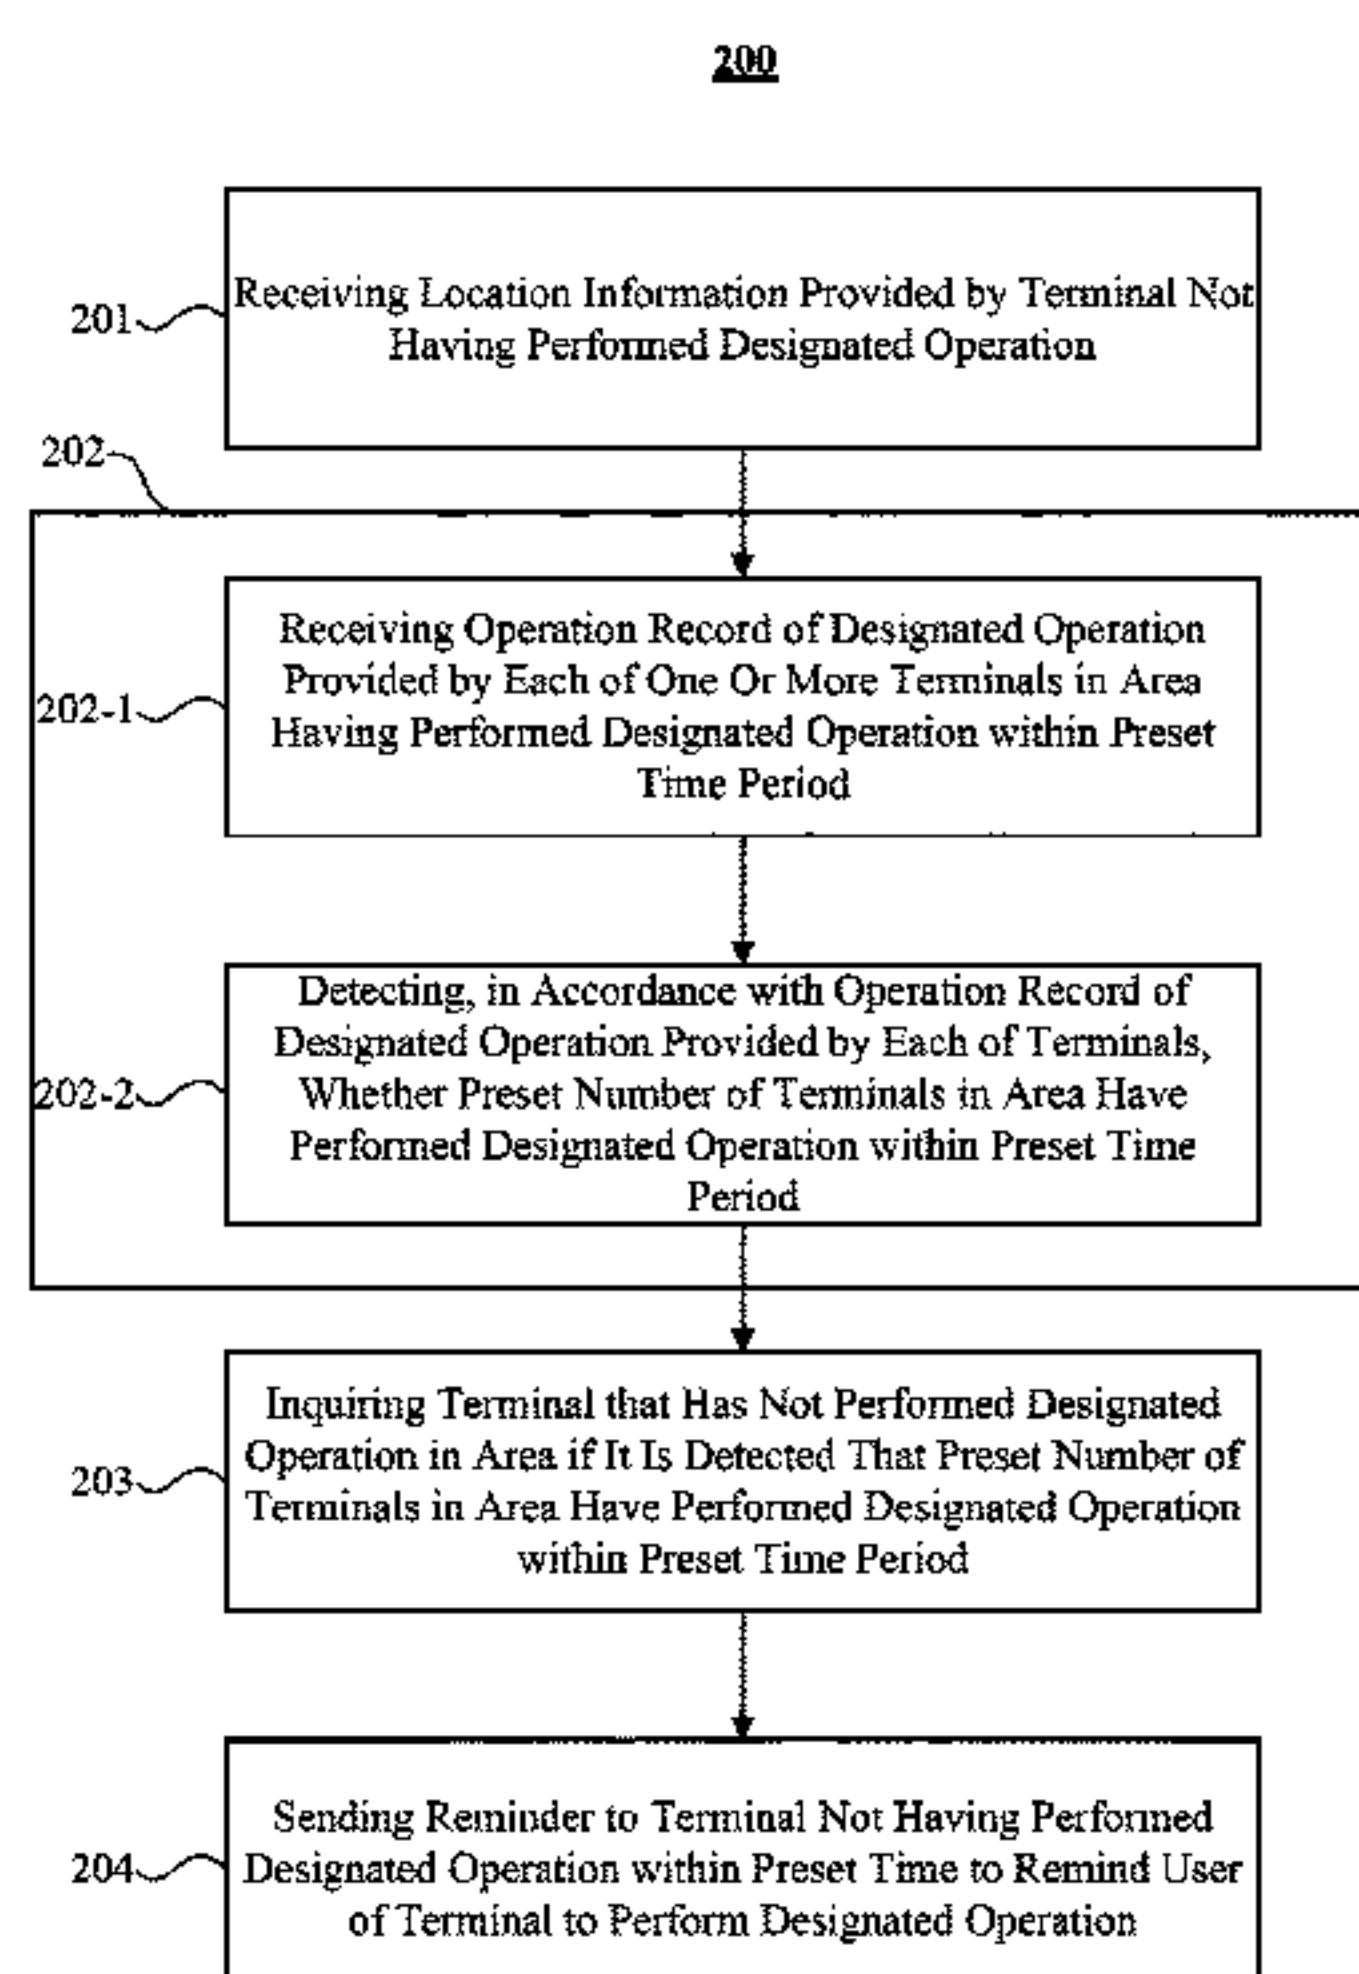 200
201
Receiving Location Information Provided by Terminal Not
Having Performed Designated Operation
202
202-1
Receiving Operation Record of Designated Operation
Provided by Each of One Or More Terminals in Area
Having Performed Designated Operation within Preset
Time Period
202-2
Detecting, in Accordance with Operation Record of
Designated Operation Provided by Each of Terminals,
Whether Preset Number of Terminals in Area Have
Performed Designated Operation within Preset Time
Period
203
Inquiring Terminal that Has Not Performed Designated
Operation in Area if It Is Detected That Preset Number of
Terminals in Area Have Performed Designated Operation
within Preset Time Period
204
Sending Reminder to Terminal Not Having Performed
Designated Operation within Preset Time to Remind User
of Terminal to Perform Designated Operation